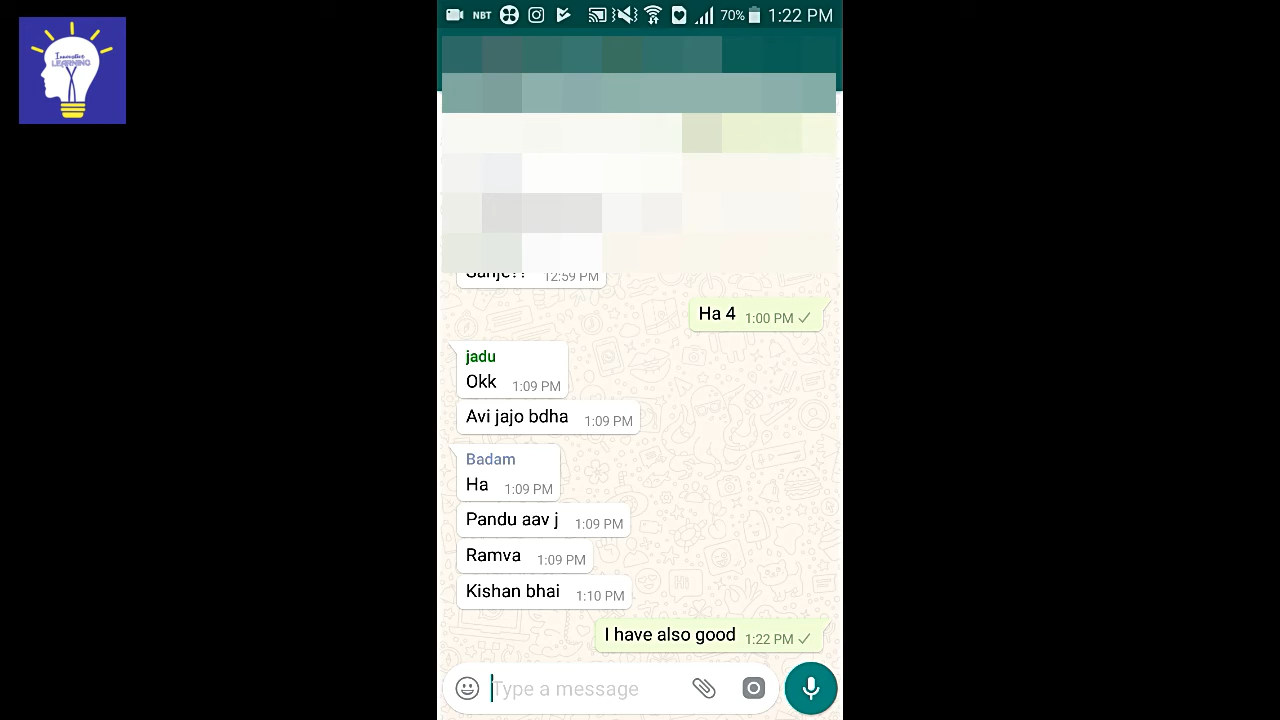 Innovative
LEARNING
NBT
70%
1:22 PM
12:59 PM
Ha 4
1:00 PM
jadu
Okk
1:09 PM
Avi jajo bdha
1:09 PM
Badam
Ha
1:09 PM
Pandu aav j
1:09 PM
Ramva
1:09 PM
Kishan bhai
1:10 PM
I have also good
1:22 PM
Type a message